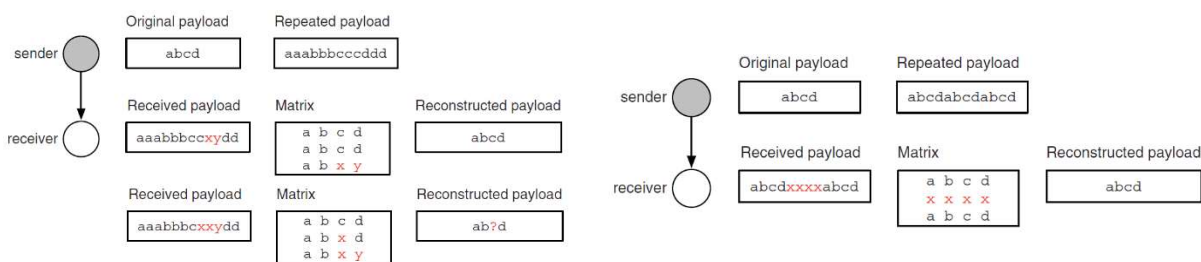 Original payload Repeated payload
sender abcd aaabbbcccddd
Received payload Matrix Reconstructed payload
receiver aaabbbccxydd a b c d abcd
a b c d
a b x y
Received payload Matrix Reconstructed payload
aaabbbcxxydd a b c d ab?d
a b x d
a b x y
Original payload Repeated payload
sender abcd abcdabcdabcd
Received payload Matrix Reconstructed payload
receiver abcdxxxxabcd a b c d abcd
x x x x
a b c d